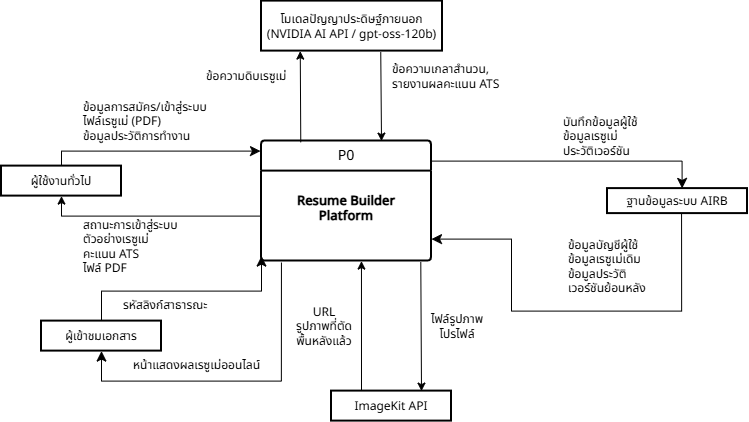 โมเดลปัญญาประดิษฐ์ภายนอก
(NVIDIA AI API / gpt-oss-120b)
ข้อความดิบเรซูเม่
ข้อความเกลาสำนวน,
รายงานผลคะแนน ATS
ข้อมูลการสมัคร/เข้าสู่ระบบ
ไฟล์เรซูเม่ (PDF)
ข้อมูลประวัติการทำงาน
บันทึกข้อมูลผู้ใช้
ข้อมูลเรซูเม่
ประวัติเวอร์ชัน
P0
Resume Builder
Platform
ผู้ใช้งานทั่วไป
ฐานข้อมูลระบบ AIRB
สถานะการเข้าสู่ระบบ
ตัวอย่างเรซูเม่
คะแนน ATS
ไฟล์ PDF
ข้อมูลบัญชีผู้ใช้
ข้อมูลเรซูเม่เดิม
ข้อมูลประวัติ
เวอร์ชันย้อนหลัง
รหัสลิงก์สาธารณะ
ผู้เข้าชมเอกสาร
หน้าแสดงผลเรซูเม่ออนไลน์
URL
รูปภาพที่ตัด
พื้นหลังแล้ว
ไฟล์รูปภาพ
โปรไฟล์
ImageKit API